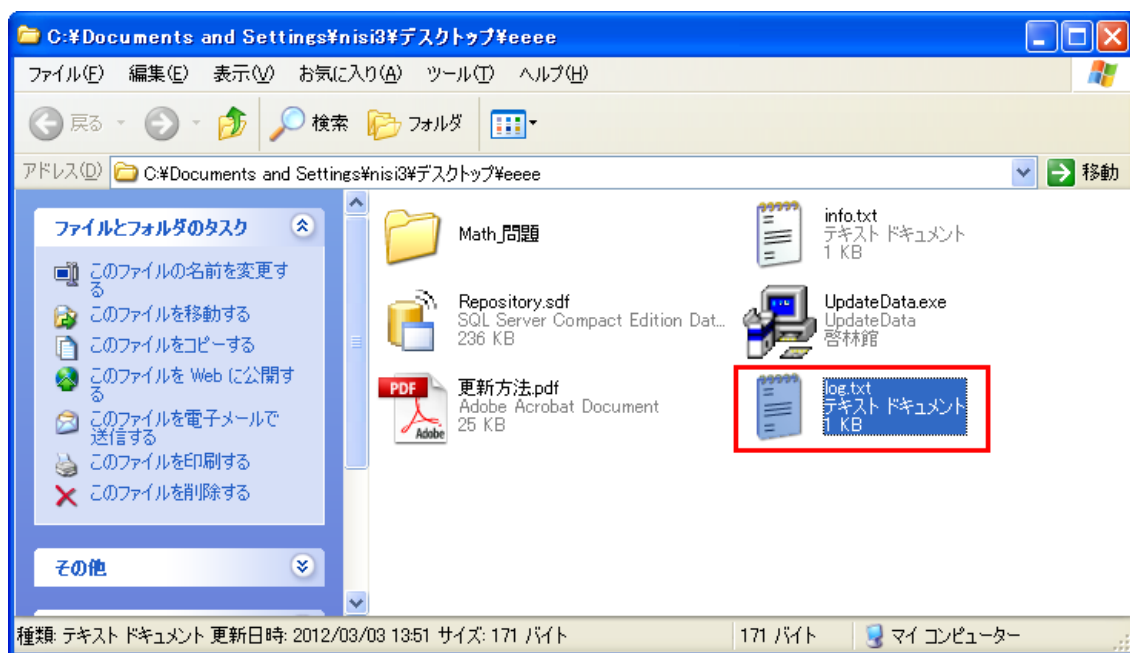 C:¥Documents and Settings¥nisi3¥デスクトップ¥eeee
ファイル(F) 編集(E) 表示(V) お気に入り(A) ツール(T) ヘルプ(H)
戻る 検索 フォルダ
アドレス(D) C:¥Documents and Settings¥nisi3¥デスクトップ¥eeee 移動
ファイルとフォルダのタスク
このファイルの名前を変更す
る
このファイルを移動する
このファイルをコピーする
このファイルを Web に公開す
る
このファイルを電子メールで
送信する
このファイルを印刷する
このファイルを削除する
その他
Math_問題
info.txt
テキスト ドキュメント
1 KB
Repository.sdf
SQL Server Compact Edition Dat...
236 KB
UpdateData.exe
UpdateData
啓林館
PDF
Adobe
更新方法.pdf
Adobe Acrobat Document
25 KB
log.txt
テキスト ドキュメント
1 KB
種類: テキスト ドキュメント 更新日時: 2012/03/03 13:51 サイズ: 171 バイト 171 バイト マイ コンピューター